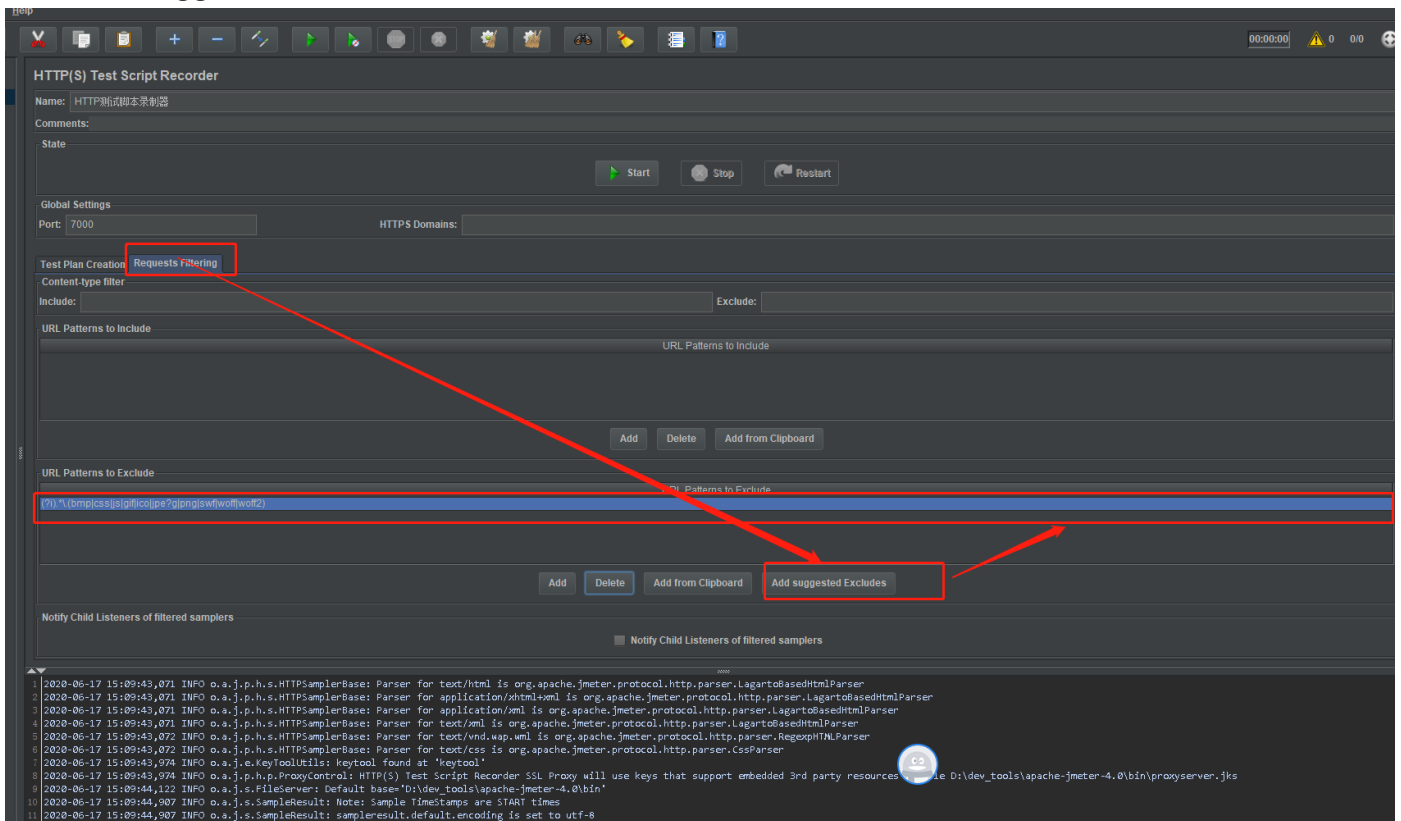 Help
00:00:00 0 0/0
HTTP(S) Test Script Recorder
Name: HTTP测试脚本录制器
Comments:
State
Start Stop Restart
Global Settings
Port: 7000 HTTPS Domains:
Test Plan Creation Requests Filtering
Content-type filter
Include: Exclude:
URL Patterns to Include
URL Patterns to Include
Add Delete Add from Clipboard
URL Patterns to Exclude
URL Patterns to Exclude
(?i).*\.(bmp|css|js|gif|ico|jpe?g|png|swf|woff|woff2)
Add Delete Add from Clipboard Add suggested Excludes
Notify Child Listeners of filtered samplers
Notify Child Listeners of filtered samplers
1 2020-06-17 15:09:43,071 INFO o.a.j.p.h.s.HTTPSamplerBase: Parser for text/html is org.apache.jmeter.protocol.http.parser.LagartoBasedHtmlParser
2 2020-06-17 15:09:43,071 INFO o.a.j.p.h.s.HTTPSamplerBase: Parser for application/xhtml+xml is org.apache.jmeter.protocol.http.parser.LagartoBasedHtmlParser
3 2020-06-17 15:09:43,071 INFO o.a.j.p.h.s.HTTPSamplerBase: Parser for application/xml is org.apache.jmeter.protocol.http.parser.LagartoBasedHtmlParser
4 2020-06-17 15:09:43,071 INFO o.a.j.p.h.s.HTTPSamplerBase: Parser for text/xml is org.apache.jmeter.protocol.http.parser.LagartoBasedHtmlParser
5 2020-06-17 15:09:43,072 INFO o.a.j.p.h.s.HTTPSamplerBase: Parser for text/vnd.wap.wml is org.apache.jmeter.protocol.http.parser.RegexpHTMLParser
6 2020-06-17 15:09:43,072 INFO o.a.j.p.h.s.HTTPSamplerBase: Parser for text/css is org.apache.jmeter.protocol.http.parser.CssParser
7 2020-06-17 15:09:43,974 INFO o.a.j.e.KeyToolUtils: keytool found at 'keytool'
8 2020-06-17 15:09:43,974 INFO o.a.j.p.h.p.ProxyControl: HTTP(S) Test Script Recorder SSL Proxy will use keys that support embedded 3rd party resources D:\dev_tools\apache-jmeter-4.0\bin\proxyserver.jks
9 2020-06-17 15:09:44,122 INFO o.a.j.s.FileServer: Default base='D:\dev_tools\apache-jmeter-4.0\bin'
10 2020-06-17 15:09:44,907 INFO o.a.j.s.SampleResult: Note: Sample TimeStamps are START times
11 2020-06-17 15:09:44,907 INFO o.a.j.s.SampleResult: sampleresult.default.encoding is set to utf-8